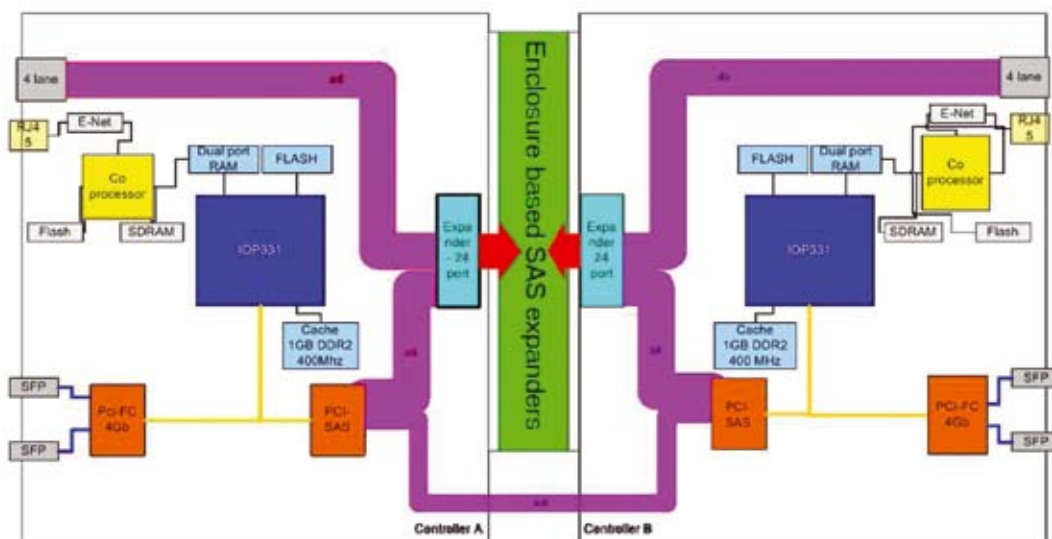 4 lane
RJ4
5
E-Net
Co
processor
Flash
SDRAM
Dual port
RAM
FLASH
IOP331
Cache
1GB DDR2
400Mhz
SFP
SFP
Pci-FC
4Gb
PCI-
SAS
Expa
nder
- 24
port
Controller A
Enclosure based SAS expanders
Expa
nder
24
port
Controller B
4x
4 lane
E-Net
RJ4
5
FLASH
Dual port
RAM
Co
processor
SDRAM
Flash
IOP331
Cache
1GB DDR2
400 MHz
PCI-
SAS
PCI-FC
4Gb
SFP
SFP